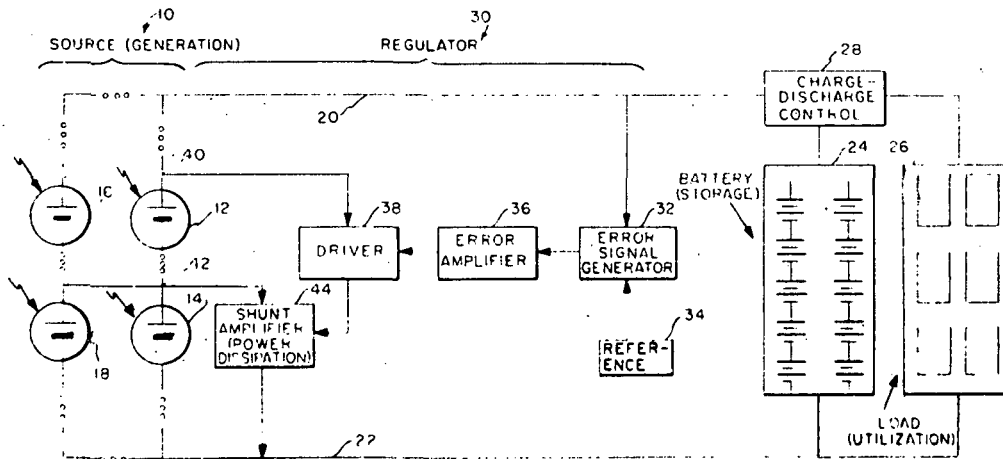 10
SOURCE (GENERATION)
30
REGULATOR
28
CHARGE-
DISCHARGE
CONTROL
20
40
24
26
BATTERY
(STORAGE)
1C
12
38
DRIVER
36
ERROR
AMPLIFIER
32
ERROR
SIGNAL
GENERATOR
42
44
14
SHUNT
AMPLIFIER
(POWER
DISSIPATION)
18
34
REFER-
ENCE
LOAD
(UTILIZATION)
22